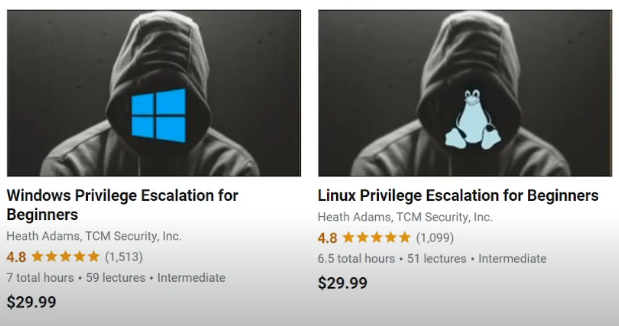 Windows Privilege Escalation for
Beginners
Heath Adams, TCM Security, Inc.
4.8 (1,513)
7 total hours • 59 lectures • Intermediate
$29.99
Linux Privilege Escalation for Beginners
Heath Adams, TCM Security, Inc.
4.8 (1,099)
6.5 total hours • 51 lectures • Intermediate
$29.99